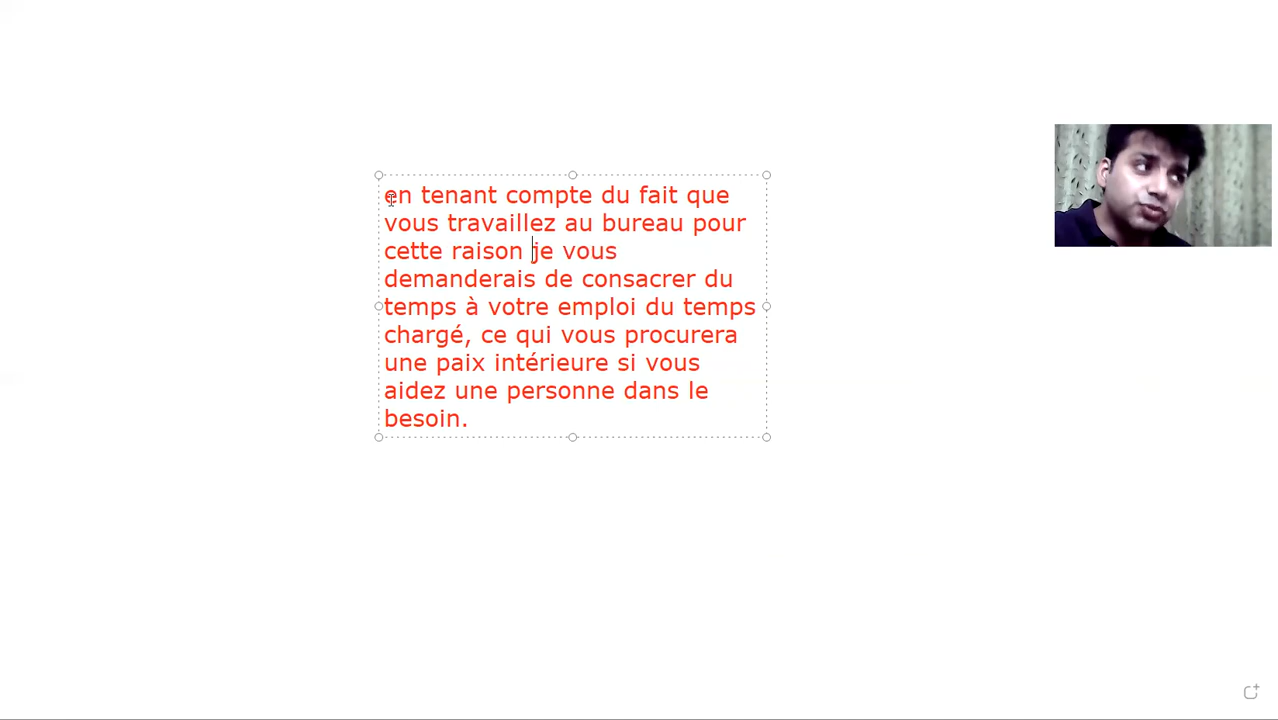 en tenant compte du fait que
vous travaillez au bureau pour
cette raison je vous
demanderais de consacrer du
temps à votre emploi du temps
chargé, ce qui vous procurera
une paix intérieure si vous
aidez une personne dans le
besoin.